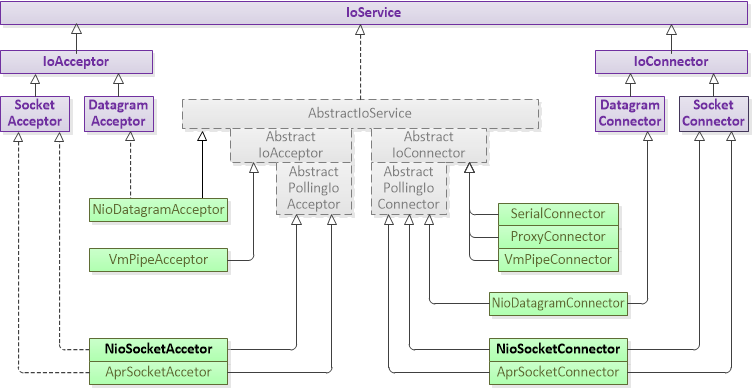 IoService
IoAcceptor
IoConnector
Socket
Acceptor
Datagram
Acceptor
AbstractIoService
Datagram
Connector
Socket
Connector
Abstract
IoAcceptor
Abstract
IoConnector
Abstract
PollingIo
Acceptor
Abstract
PollingIo
Connector
NioDatagramAcceptor
SerialConnector
ProxyConnector
VmPipeConnector
VmPipeAcceptor
NioDatagramConnector
NioSocketAccetor
AprSocketAccetor
NioSocketConnector
AprSocketConnector